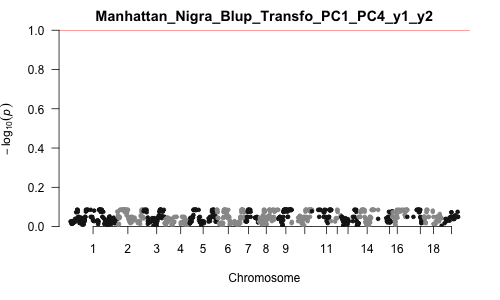 Manhattan_Nigra_Blup_Transfo_PC1_PC4_y1_y2
1.0
0.8
0.6
0.4
0.2
0.0
− log10(p)
1 2 3 4 5 6 7 8 9 11 14 16 18
Chromosome